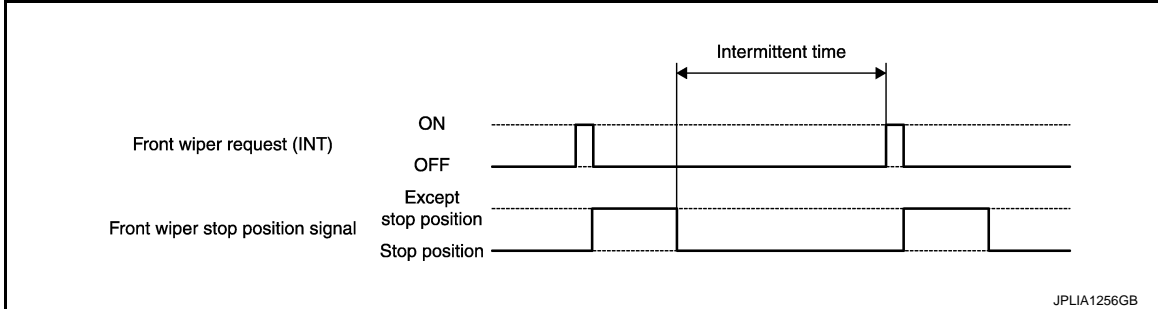 Intermittent time
ON
Front wiper request (INT)
OFF
Except
stop position
Front wiper stop position signal
Stop position
JPLIA1256GB